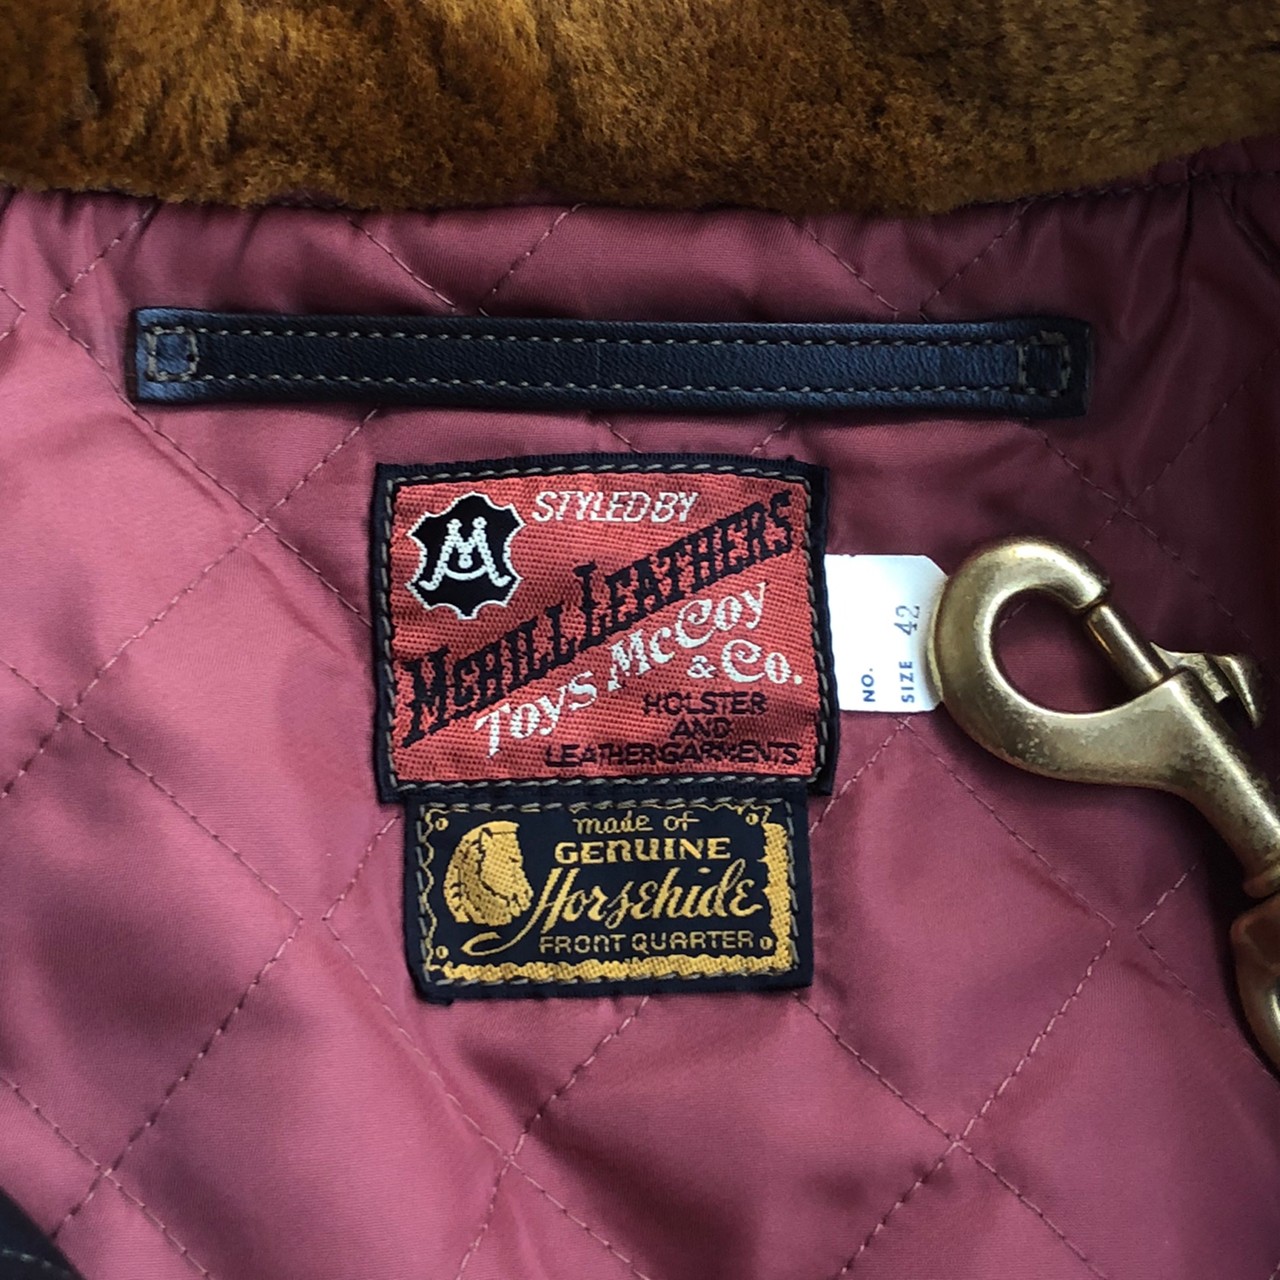 STYLED BY
McHILL LEATHERS
Toys McCoy
& Co.
HOLSTER
AND
LEATHER GARMENTS
NO.
SIZE 42
made of
GENUINE
Horsehide
FRONT QUARTER